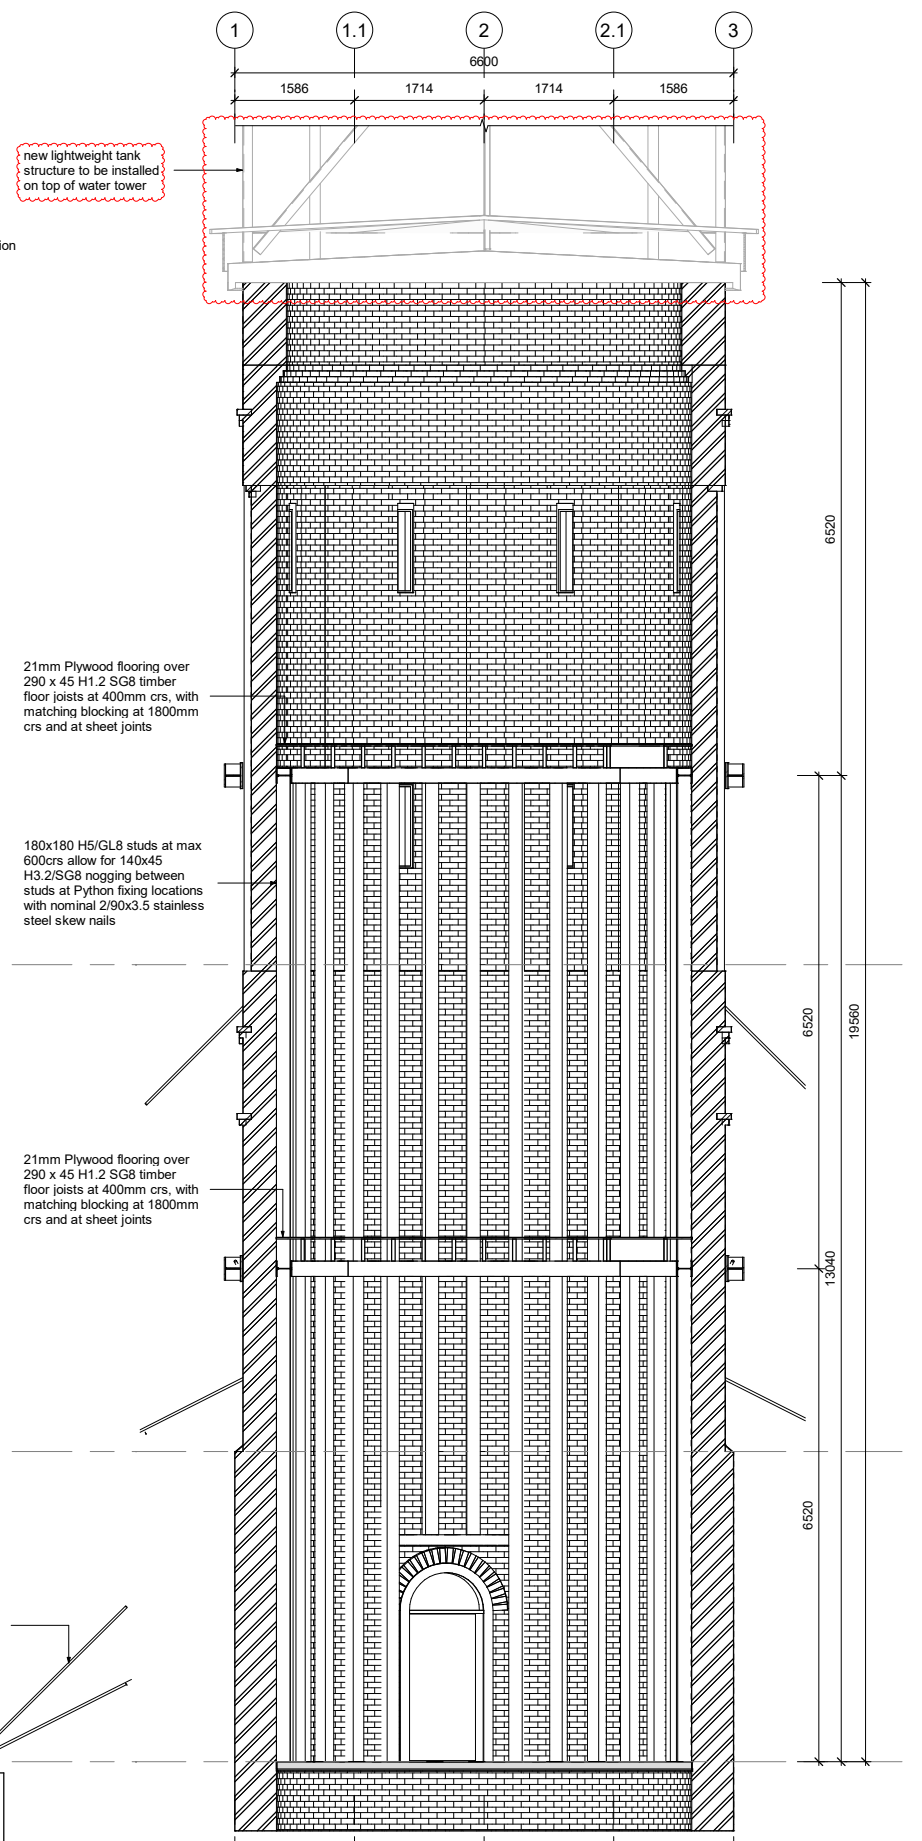 1
1.1
2
2.1
3
6600
1586
1714
1714
1586
new lightweight tank
structure to be installed
on top of water tower
ion
6520
21mm Plywood flooring over
290 x 45 H1.2 SG8 timber
floor joists at 400mm crs, with
matching blocking at 1800mm
crs and at sheet joints
180x180 H5/GL8 studs at max
600crs allow for 140x45
H3.2/SG8 nogging between
studs at Python fixing locations
with nominal 2/90x3.5 stainless
steel skew nails
6520
19560
21mm Plywood flooring over
290 x 45 H1.2 SG8 timber
floor joists at 400mm crs, with
matching blocking at 1800mm
crs and at sheet joints
13040
6520